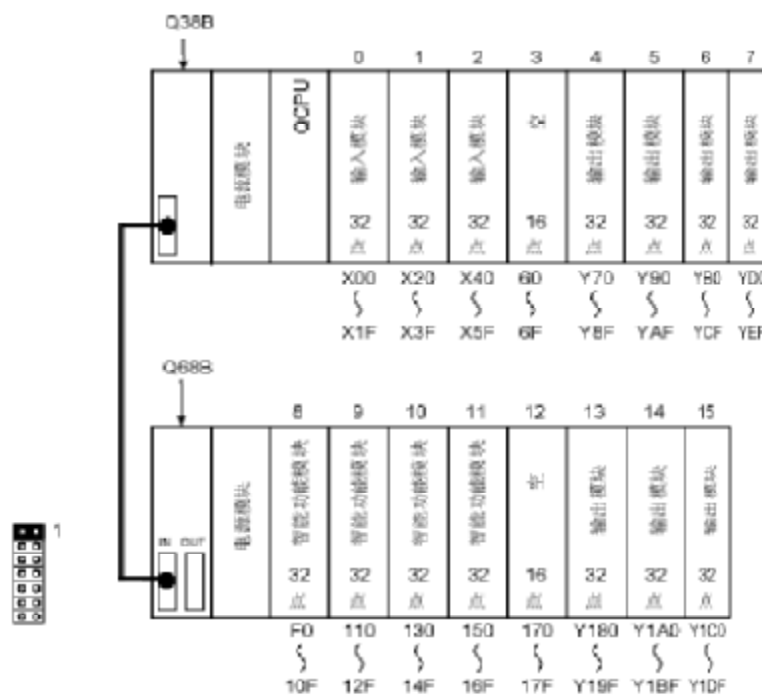 Q38B
0 1 2 3 4 5 6 7
电源模块 QCPU 输入模块 输入模块 输入模块 空 输出模块 输出模块 输出模块 输出模块
32 32 32 16 32 32 32 32
点 点 点 点 点 点 点 点
X00 X20 X40 60 Y70 Y90 YB0 YD0
X1F X3F X5F 6F Y8F YAF YCF YEF
Q68B
8 9 10 11 12 13 14 15
电源模块 智能功能模块 智能功能模块 智能功能模块 智能功能模块 空 输出模块 输出模块 输出模块
1
IN OUT
32 32 32 32 16 32 32 32
点 点 点 点 点 点 点 点
F0 110 130 150 170 Y180 Y1A0 Y1C0
10F 12F 14F 16F 17F Y19F Y1BF Y1DF